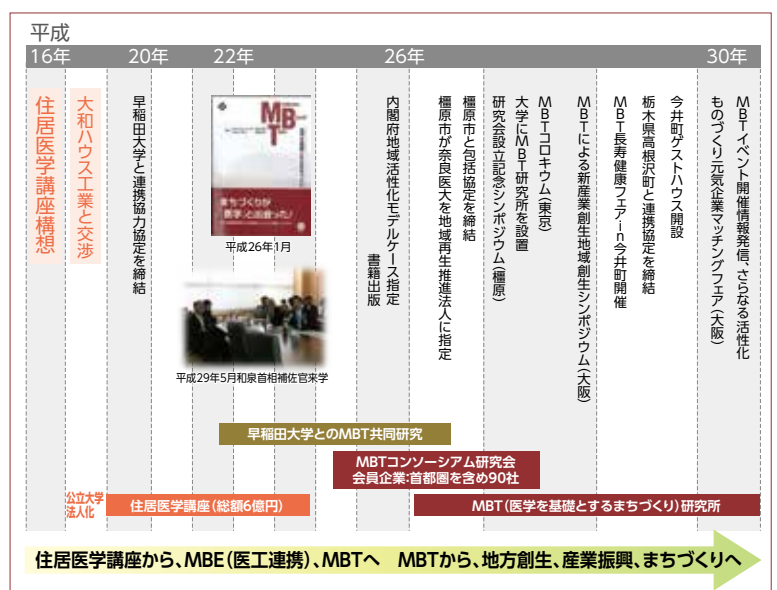 平成
16年
20年
22年
26年
30年
住居医学講座構想
大和ハウス工業と交渉
早稲田大学と連携協力協定を締結
MBT
まちづくりが
「医学」と出会った!
平成26年1月
平成29年5月和泉首相補佐官来学
内閣府地域活性化モデルケース指定
書籍出版
橿原市が奈良医大を地域再生推進法人に指定
橿原市と包括協定を締結
研究会設立記念シンポジウム(橿原)
大学にMBT研究所を設置
MBTコロキウム(東京)
MBTによる新産業創生地域創生シンポジウム(大阪)
MBT長寿健康フェアin今井町開催
栃木県高根沢町と連携協定を締結
今井町ゲストハウス開設
ものづくり元気企業マッチングフェア(大阪)
MBTイベント開催情報発信、さらなる活性化
早稲田大学とのMBT共同研究
MBTコンソーシアム研究会
会員企業:首都圏を含め90社
公立大学
法人化
住居医学講座(総額6億円)
MBT(医学を基礎とするまちづくり)研究所
住居医学講座から、MBE(医工連携)、MBTへ MBTから、地方創生、産業振興、まちづくりへ